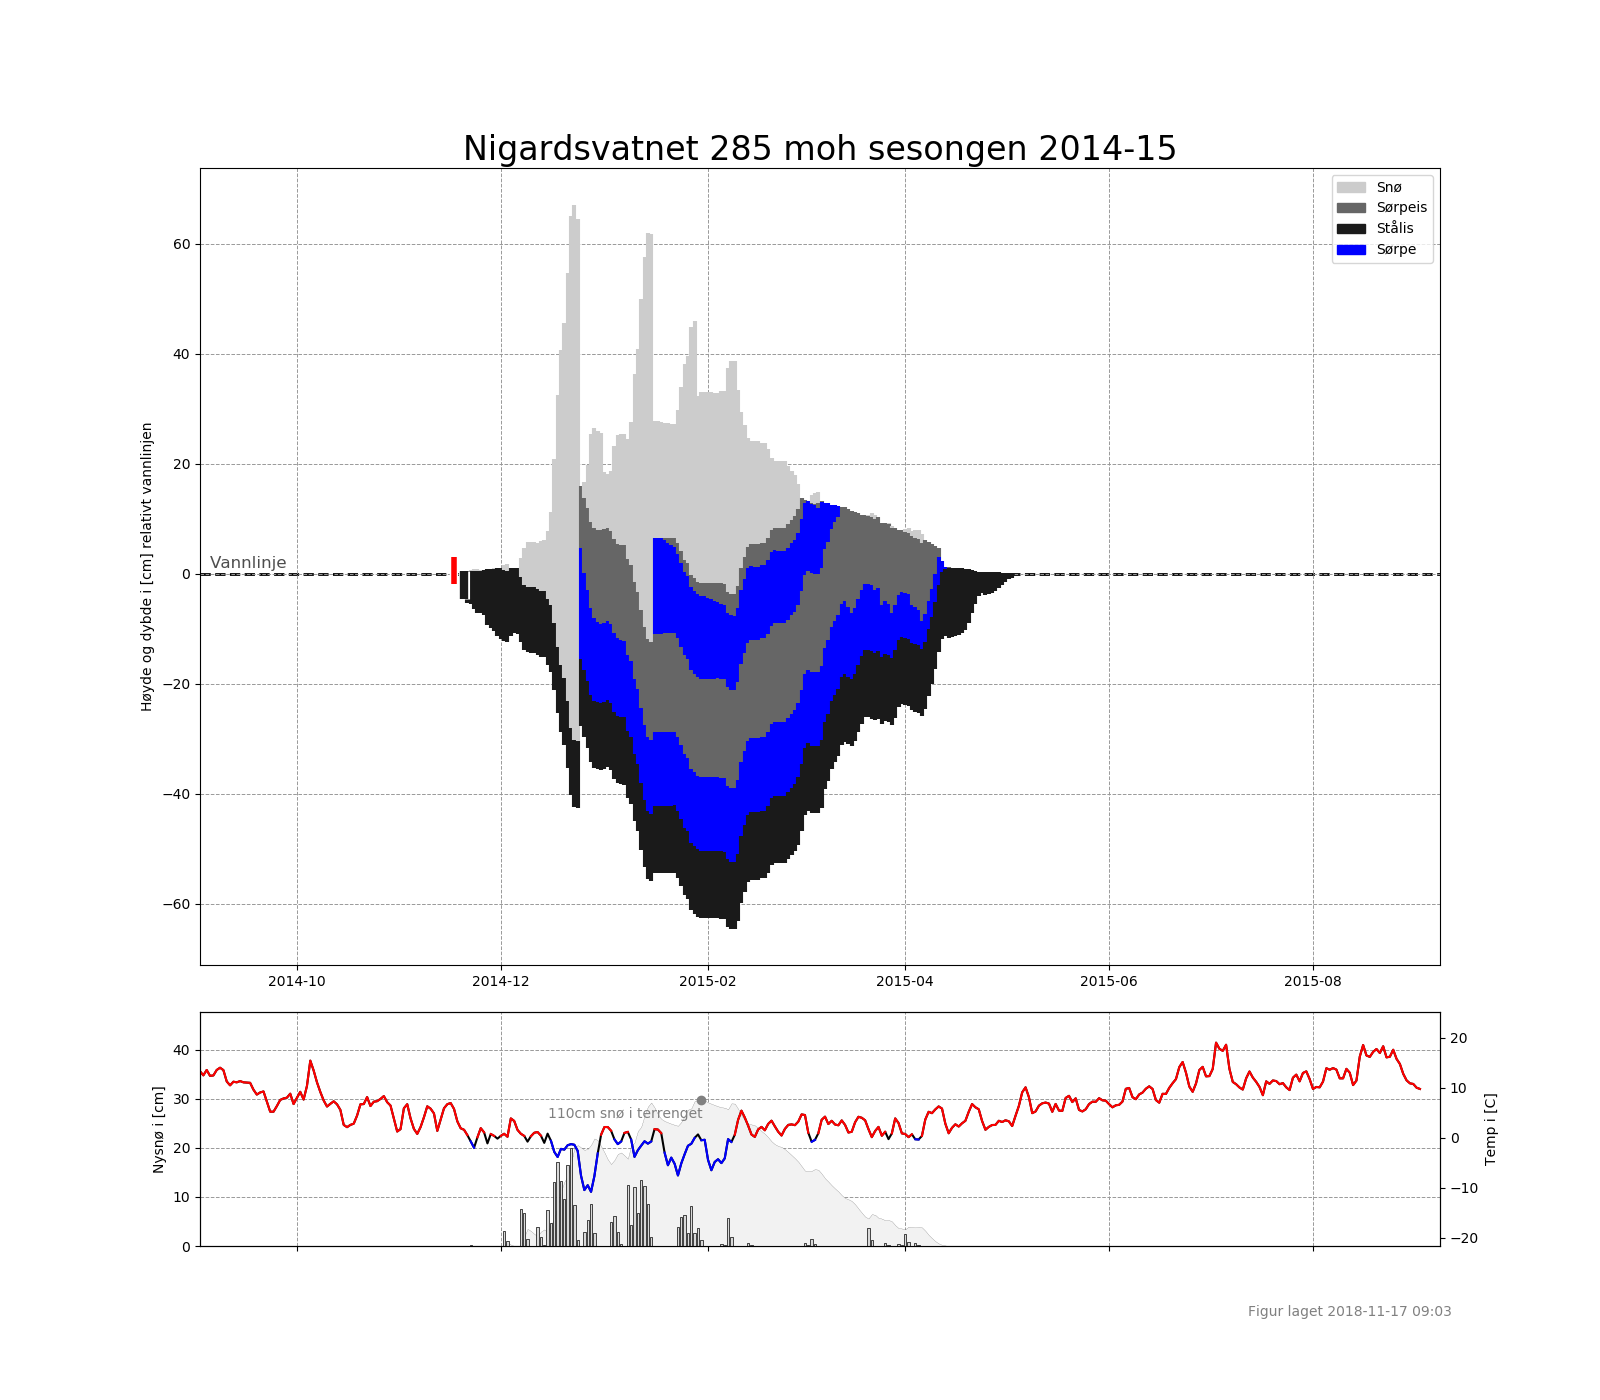 Nigardsvatnet 285 moh sesongen 2014-15
Snø
Sørpeis
Stålis
Sørpe
Høyde og dybde i [cm] relativt vannlinjen
60
40
20
0
−20
−40
−60
Vannlinje
2014-10 2014-12 2015-02 2015-04 2015-06 2015-08
Nysnø i [cm]
40
30
20
10
0
110cm snø i terrenget
20
10
0
−10
−20
Temp i [C]
Figur laget 2018-11-17 09:03